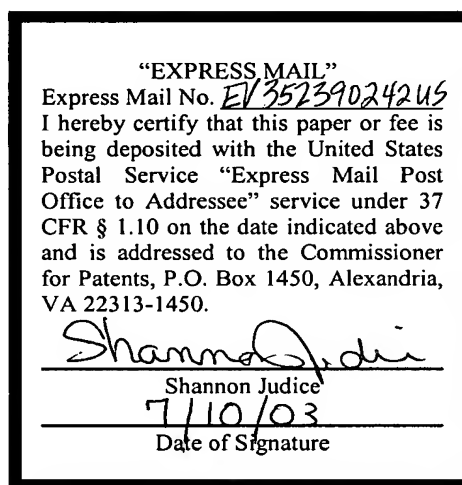 “EXPRESS MAIL”
Express Mail No. EV352390242US
I hereby certify that this paper or fee is
being deposited with the United States
Postal Service “Express Mail Post
Office to Addressee” service under 37
CFR § 1.10 on the date indicated above
and is addressed to the Commissioner
for Patents, P.O. Box 1450, Alexandria,
VA 22313-1450.
Shannon Judice
Shannon Judice
7/10/03
Date of Signature